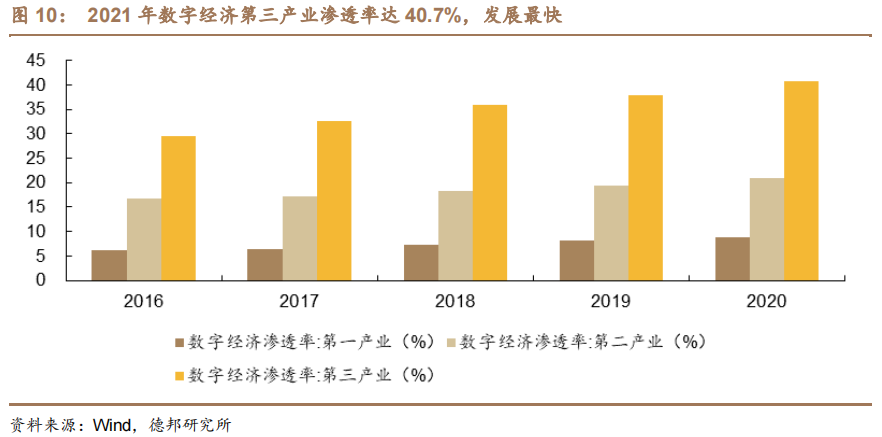 图 10： 2021 年数字经济第三产业渗透率达 40.7%，发展最快
45
40
35
30
25
20
15
10
5
0
2016 2017 2018 2019 2020
数字经济渗透率:第一产业（%） 数字经济渗透率:第二产业（%）
数字经济渗透率:第三产业（%）
资料来源：Wind，德邦研究所